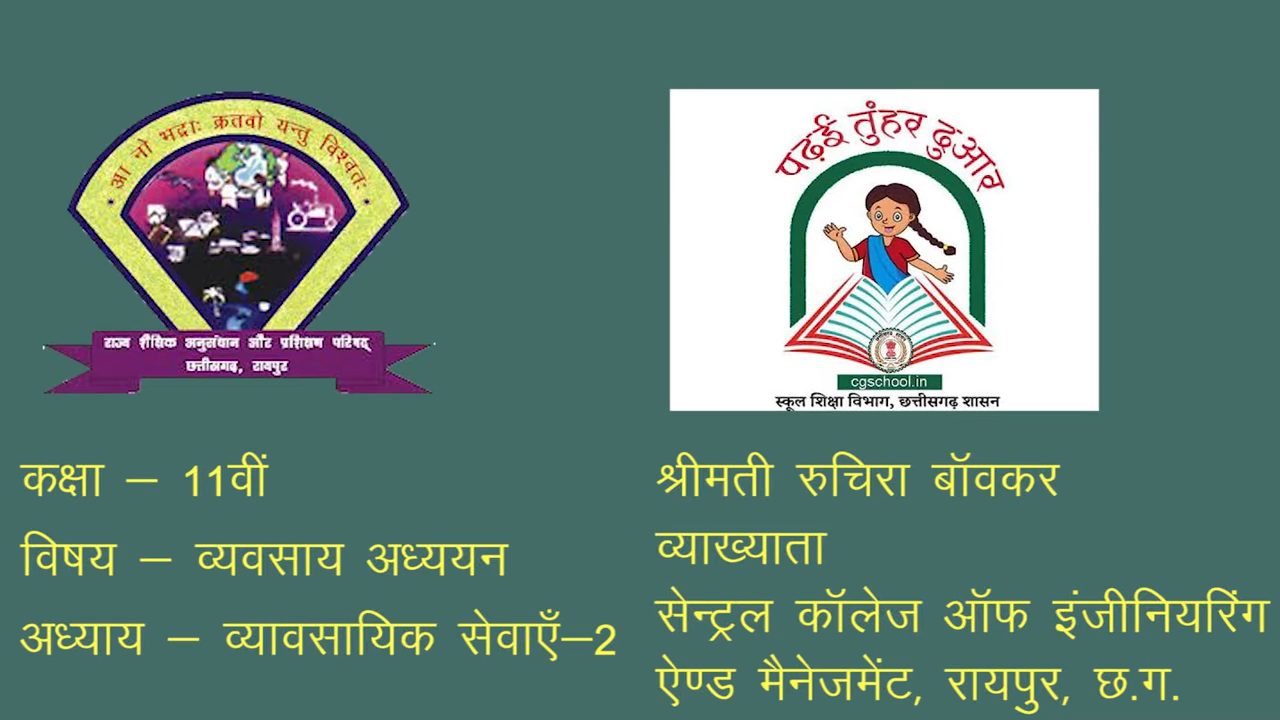 आ नो भद्राः क्रतवो यन्तु विश्वतः
राज्य शैक्षिक अनुसंधान और प्रशिक्षण परिषद्
छत्तीसगढ़, रायपुर
पढ़ई तुंहर दुआर
cgschool.in
स्कूल शिक्षा विभाग, छत्तीसगढ़ शासन
कक्षा – 11वीं
विषय – व्यवसाय अध्ययन
अध्याय – व्यावसायिक सेवाएँ–2
श्रीमती रुचिरा बॉवकर
व्याख्याता
सेन्ट्रल कॉलेज ऑफ इंजीनियरिंग
ऐण्ड मैनेजमेंट, रायपुर, छ.ग.